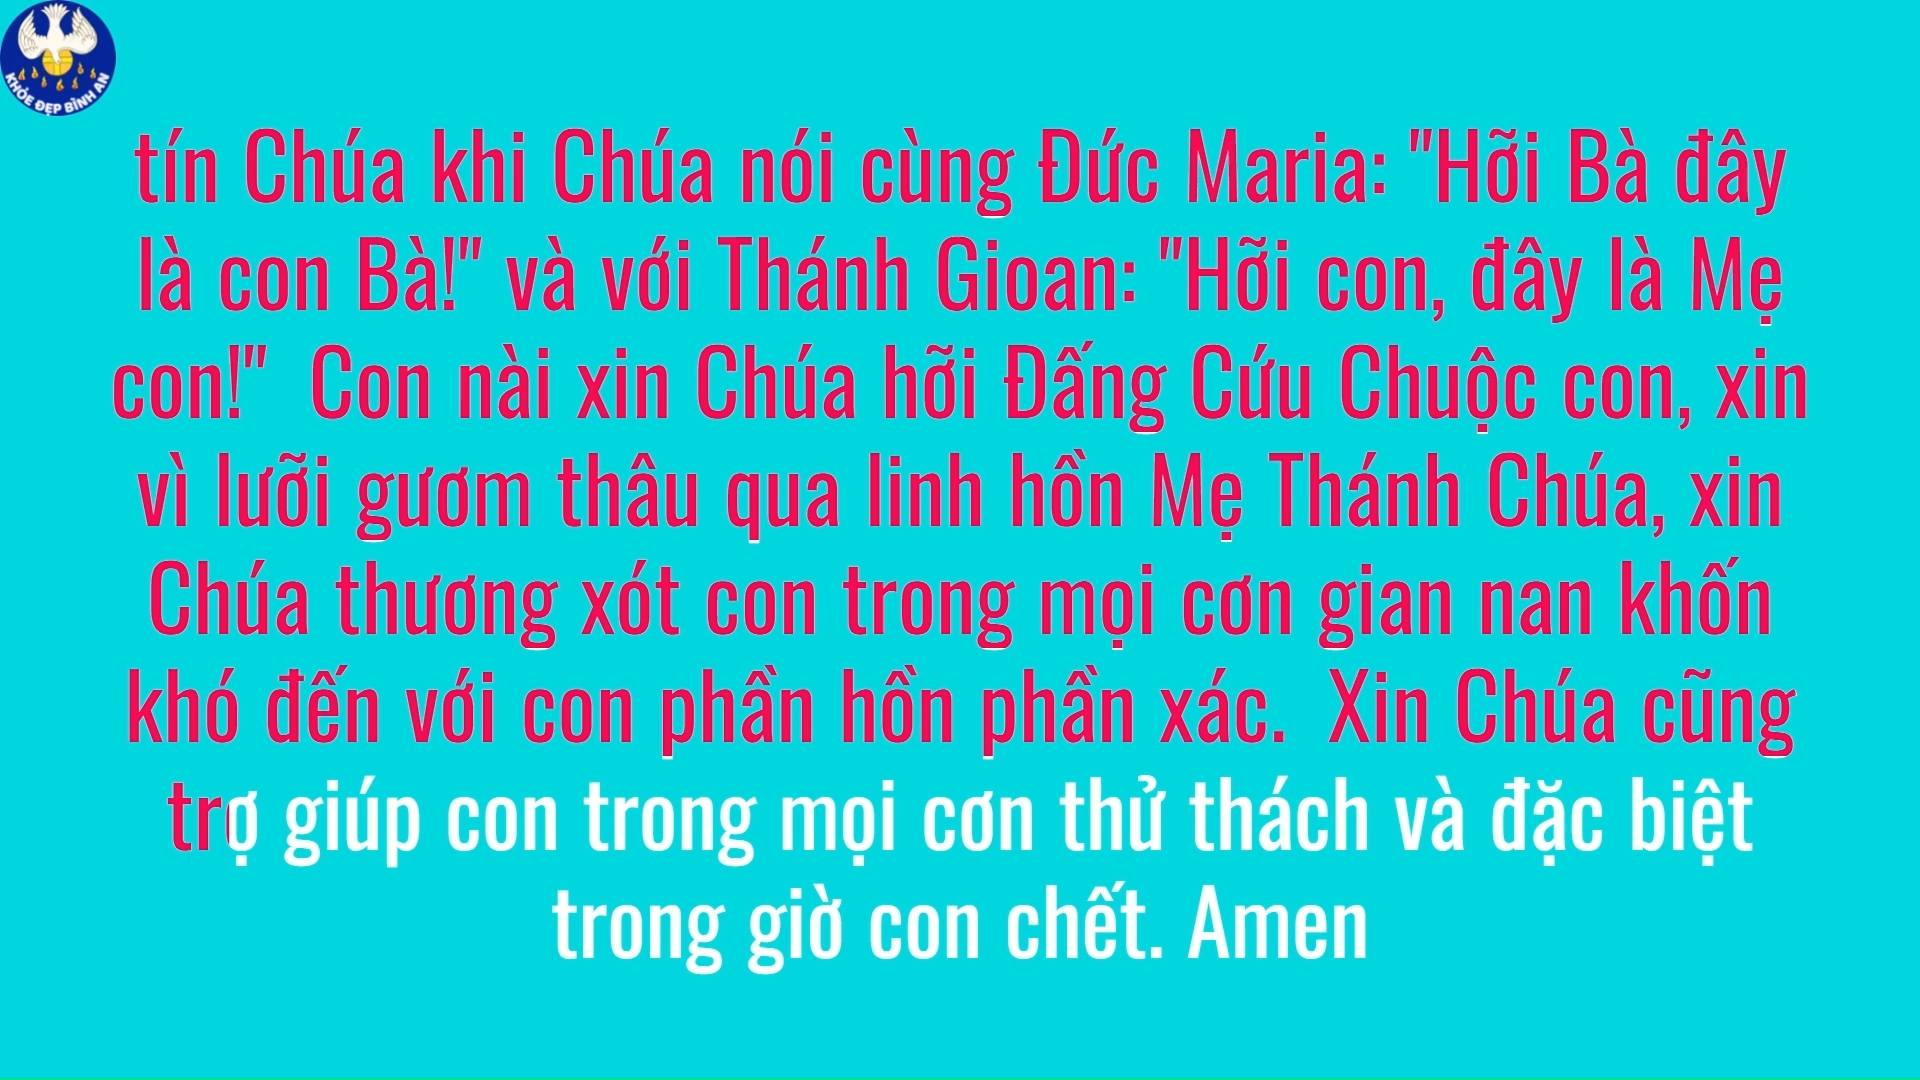 KHỎE ĐẸP BÌNH AN
tín Chúa khi Chúa nói cùng Đức Maria: "Hỡi Bà đây
là con Bà!" và với Thánh Gioan: "Hỡi con, đây là Mẹ
con!"  Con nài xin Chúa hỡi Đấng Cứu Chuộc con, xin
vì lưỡi gươm thâu qua linh hồn Mẹ Thánh Chúa, xin
Chúa thương xót con trong mọi cơn gian nan khốn
khó đến với con phần hồn phần xác.  Xin Chúa cũng
trợ giúp con trong mọi cơn thử thách và đặc biệt
trong giờ con chết. Amen